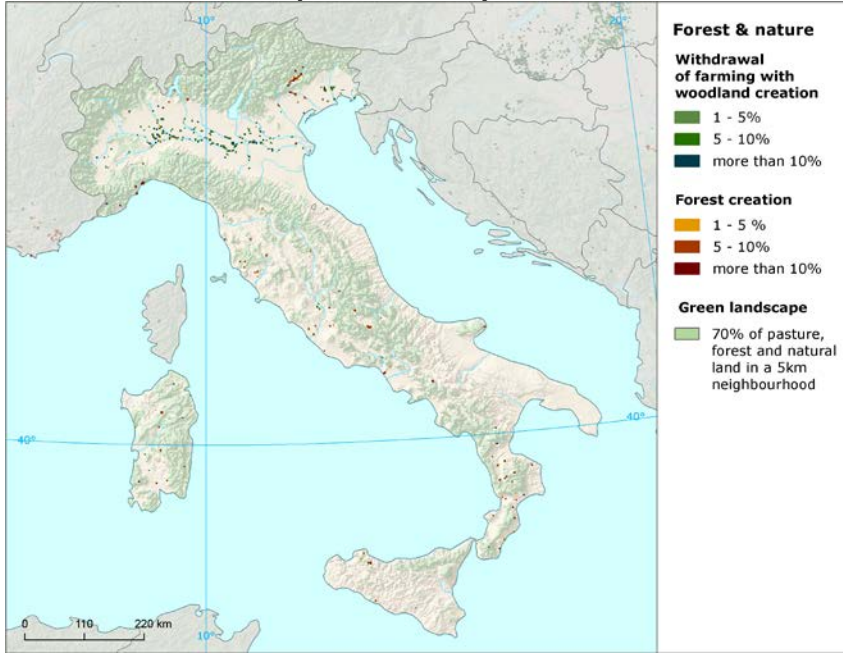 10°
20°
40°
40°
10°
0 110 220 km
Forest & nature
Withdrawal
of farming with
woodland creation
1 - 5%
5 - 10%
more than 10%
Forest creation
1 - 5 %
5 - 10%
more than 10%
Green landscape
70% of pasture,
forest and natural
land in a 5km
neighbourhood